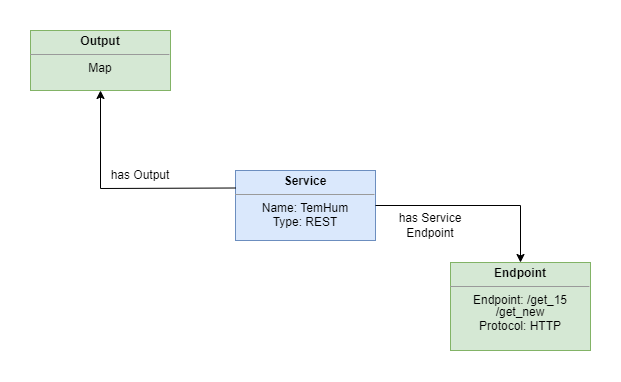 Output
Map
has Output
Service
Name: TemHum
Type: REST
has Service
Endpoint
Endpoint
Endpoint: /get_15
/get_new
Protocol: HTTP